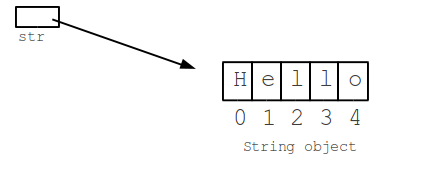 str
H e l l o
0 1 2 3 4
String object